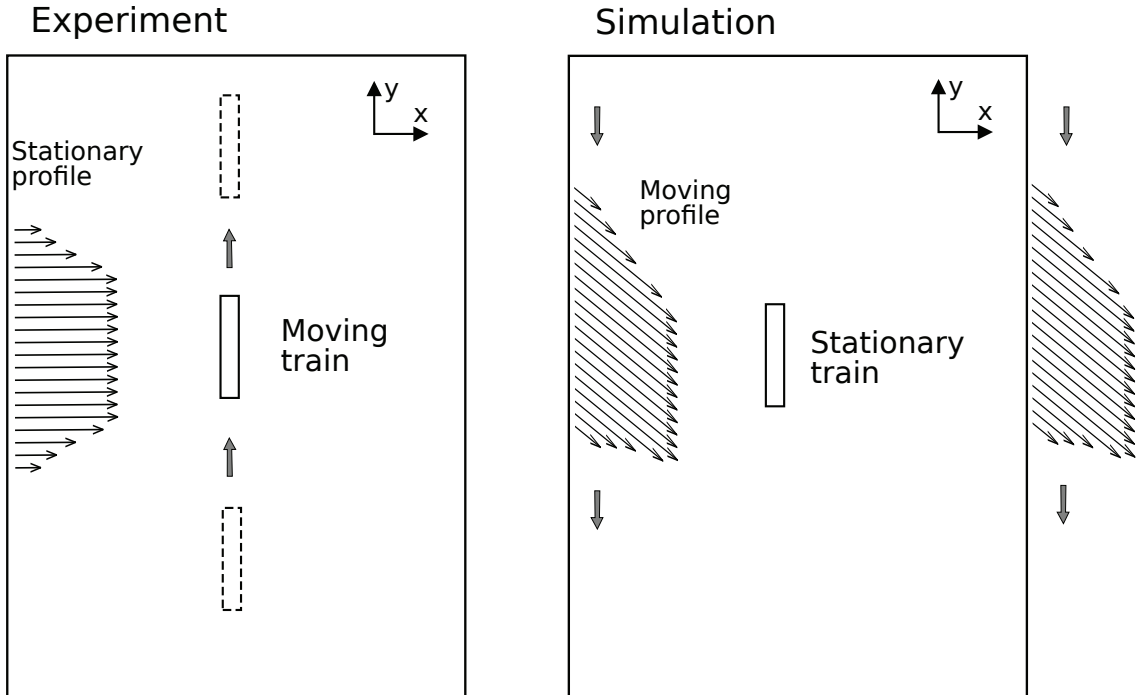 Experiment
y
x
Stationary
profile
Moving
train
Simulation
y
x
Moving
profile
Stationary
train